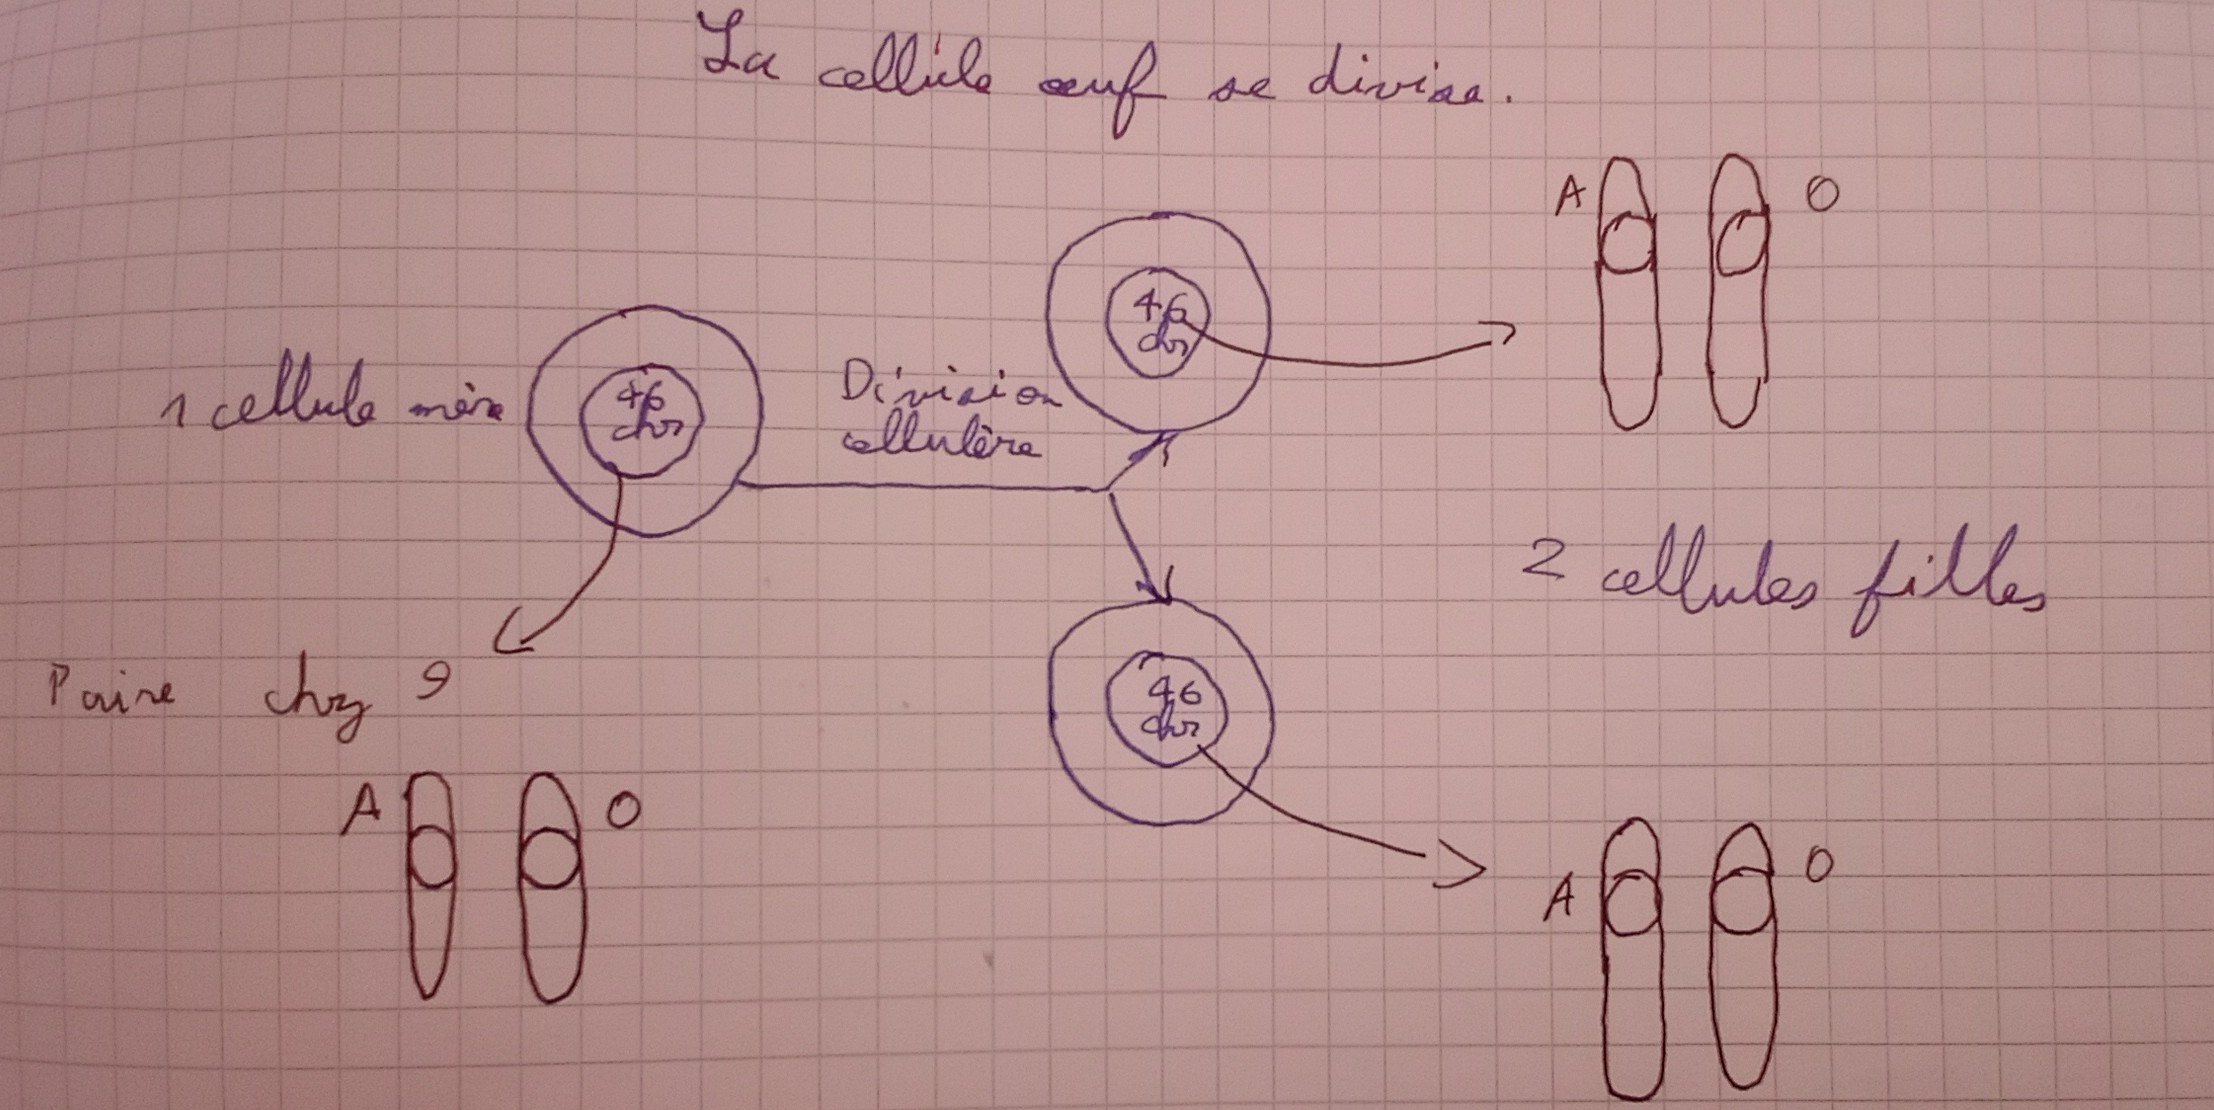 La cellule œuf se divise.
A O
46
chr
1 cellule mère
46
chr
Division
cellulère
2 cellules filles
Paire chr 9
46
chr
A O
A O